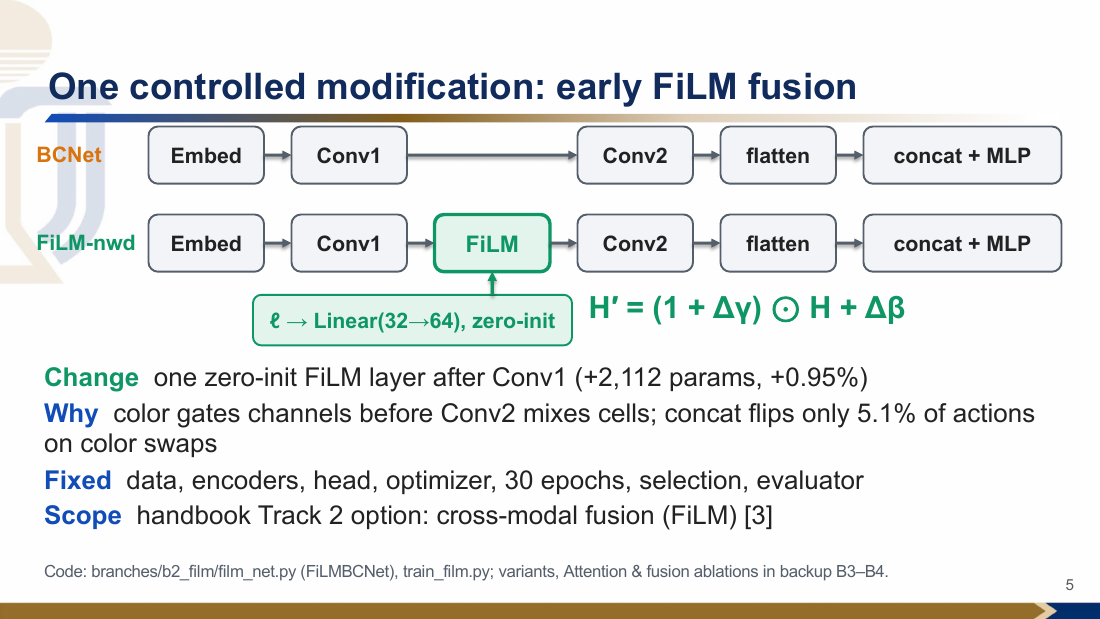 One controlled modification: early FiLM fusion
BCNet
Embed
Conv1
Conv2
flatten
concat + MLP
FiLM-nwd
Embed
Conv1
FiLM
Conv2
flatten
concat + MLP
ℓ → Linear(32→64), zero-init
H′ = (1 + Δγ) ⊙ H + Δβ
Change one zero-init FiLM layer after Conv1 (+2,112 params, +0.95%)
Why color gates channels before Conv2 mixes cells; concat flips only 5.1% of actions
on color swaps
Fixed data, encoders, head, optimizer, 30 epochs, selection, evaluator
Scope handbook Track 2 option: cross-modal fusion (FiLM) [3]
Code: branches/b2_film/film_net.py (FiLMBCNet), train_film.py; variants, Attention & fusion ablations in backup B3–B4.
5